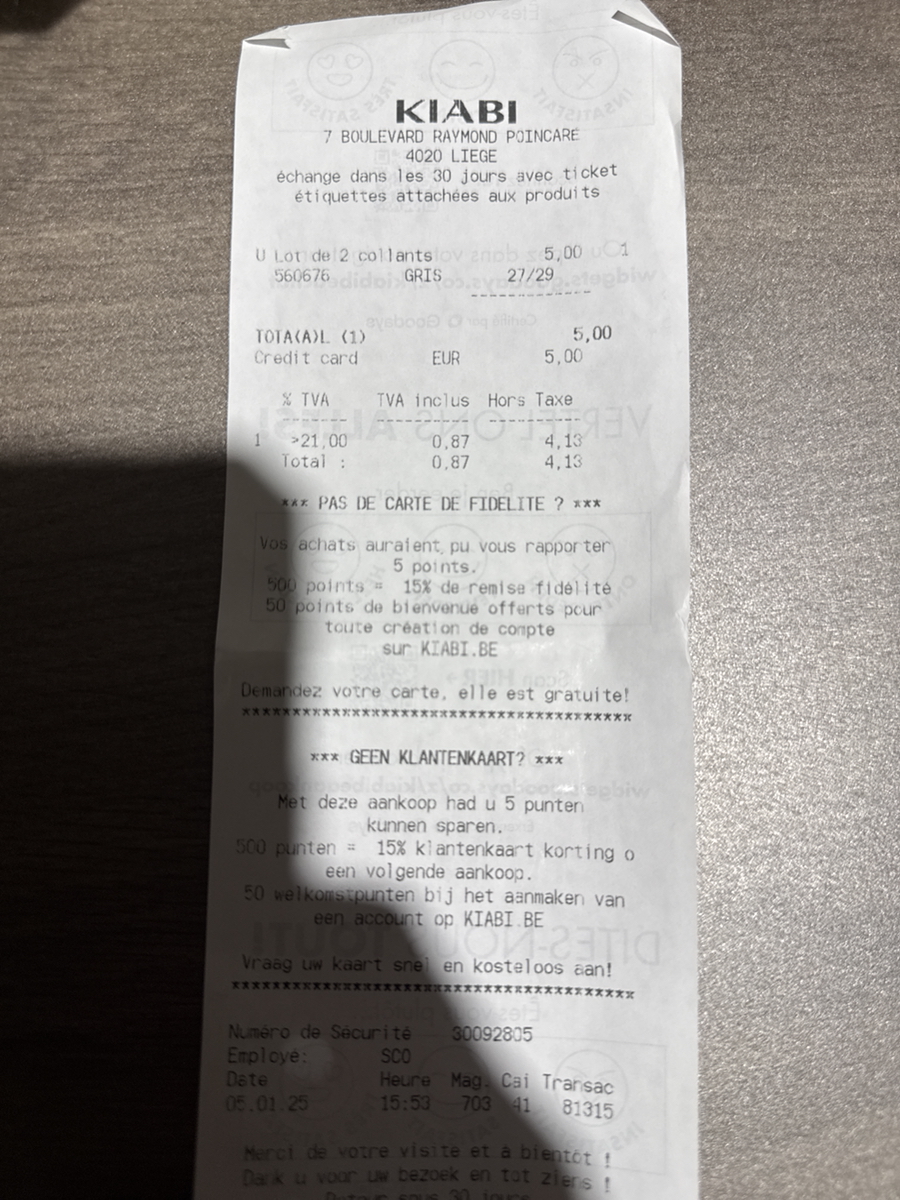 KIABI
7 BOULEVARD RAYMOND POINCARE
4020 LIEGE
échange dans les 30 jours avec ticket
étiquettes attachées aux produits
U Lot de 2 collants 5,00 1
560676 GRIS 27/29
------------
TOTA(A)L (1) 5,00
Credit card EUR 5,00
% TVA TVA inclus Hors Taxe
1 >21,00 0,87 4,13
Total : 0,87 4,13
*** PAS DE CARTE DE FIDELITE ? ***
Vos achats auraient pu vous rapporter
5 points.
500 points = 15% de remise fidélité
50 points de bienvenue offerts pour
toute création de compte
sur KIABI.BE
Demandez votre carte, elle est gratuite!
****************************************
*** GEEN KLANTENKAART? ***
Met deze aankoop had u 5 punten
kunnen sparen.
500 punten = 15% klantenkaart korting o
een volgende aankoop.
50 welkomstpunten bij het aanmaken van
een account op KIABI.BE
Vraag uw kaart snel en kosteloos aan!
****************************************
Numéro de Sécurité 30092805
Employé: SCO
Date Heure Mag. Cai Transac
05.01.25 15:53 703 41 81315
Merci de votre visite et à bientôt !
Dank u voor uw bezoek en tot ziens !